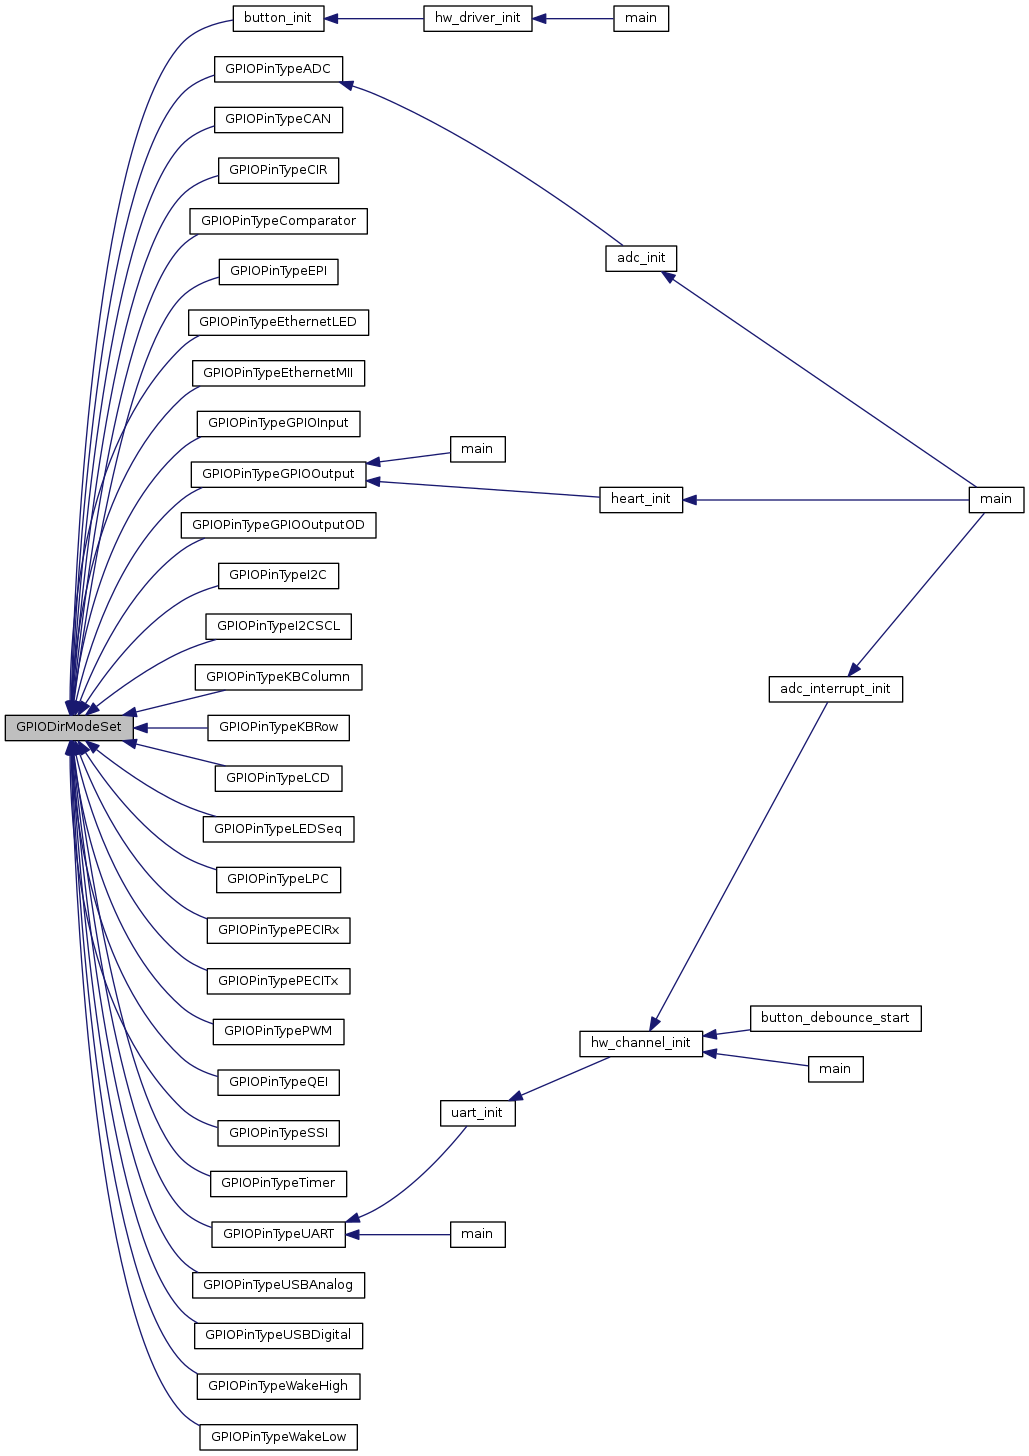 button_init
hw_driver_init
main
GPIOPinTypeADC
GPIOPinTypeCAN
GPIOPinTypeCIR
GPIOPinTypeComparator
adc_init
GPIOPinTypeEPI
GPIOPinTypeEthernetLED
GPIOPinTypeEthernetMII
GPIOPinTypeGPIOInput
main
GPIOPinTypeGPIOOutput
heart_init
main
GPIOPinTypeGPIOOutputOD
GPIOPinTypeI2C
GPIOPinTypeI2CSCL
GPIOPinTypeKBColumn
adc_interrupt_init
GPIODirModeSet
GPIOPinTypeKBRow
GPIOPinTypeLCD
GPIOPinTypeLEDSeq
GPIOPinTypeLPC
GPIOPinTypePECIRx
GPIOPinTypePECITx
button_debounce_start
GPIOPinTypePWM
hw_channel_init
main
GPIOPinTypeQEI
uart_init
GPIOPinTypeSSI
GPIOPinTypeTimer
GPIOPinTypeUART
main
GPIOPinTypeUSBAnalog
GPIOPinTypeUSBDigital
GPIOPinTypeWakeHigh
GPIOPinTypeWakeLow